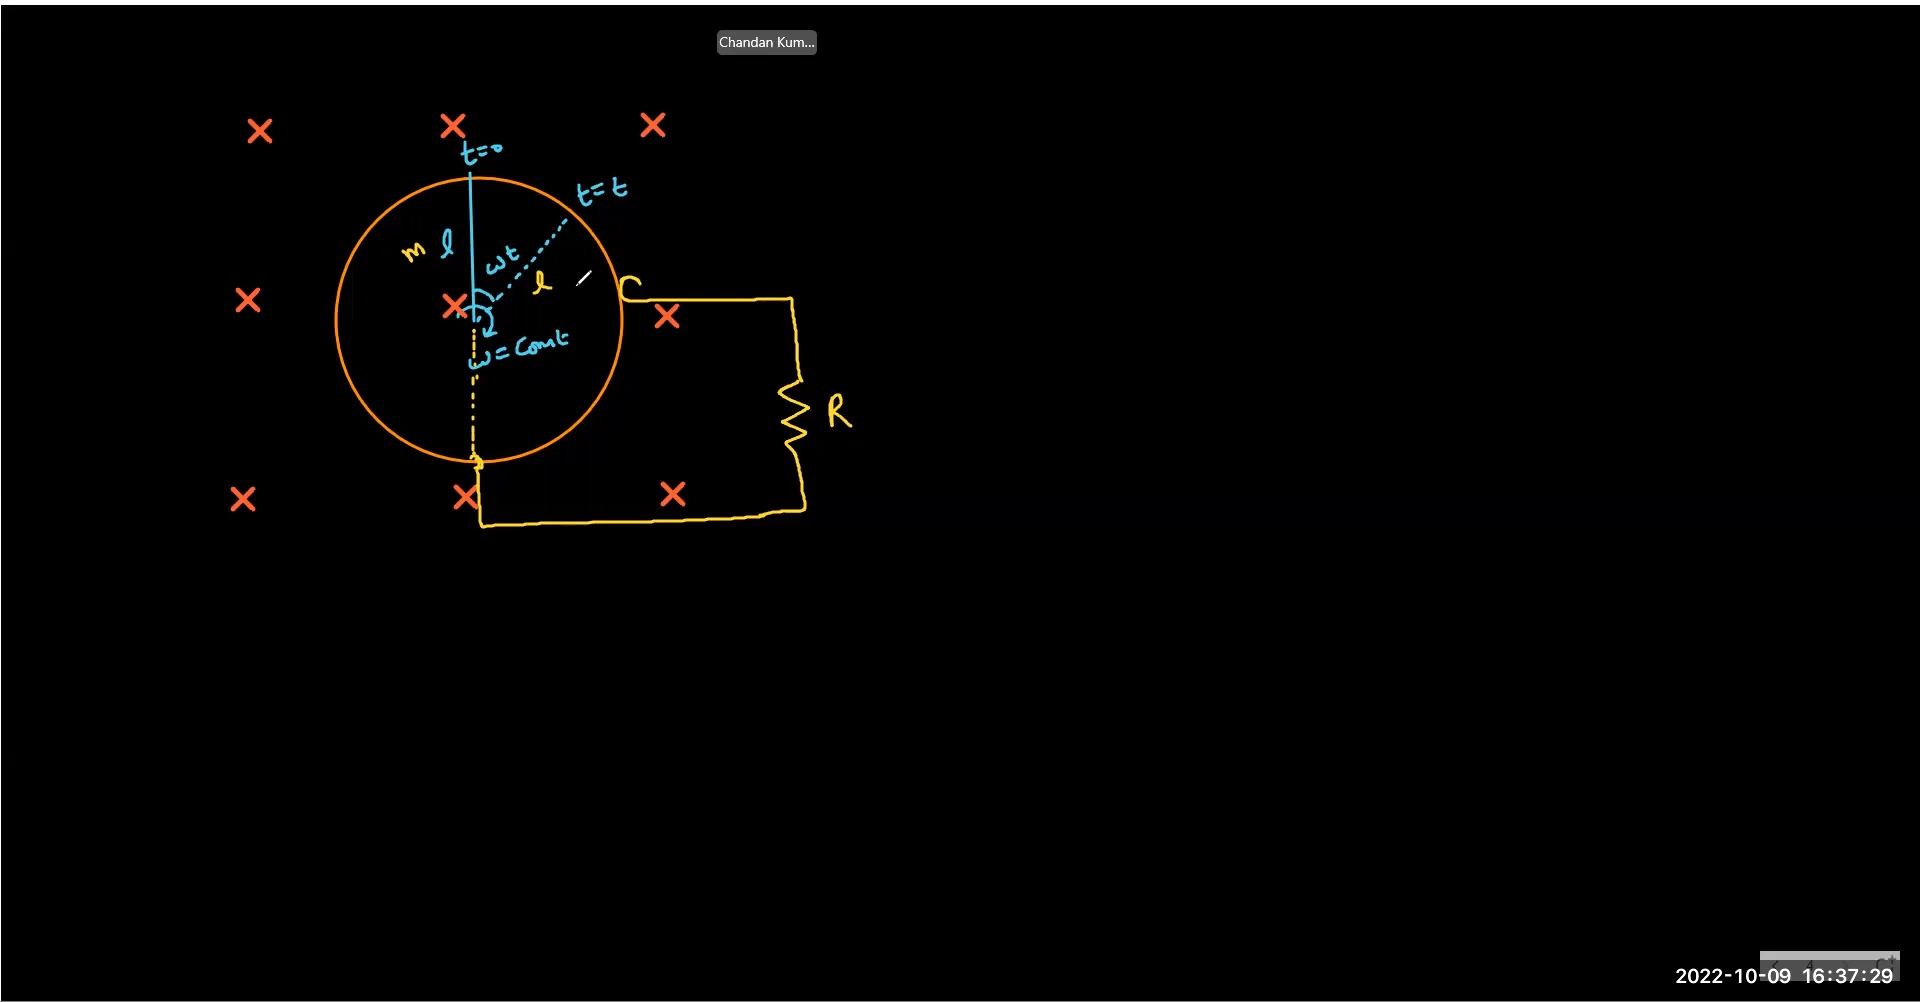 Chandan Kum...
t=0
t=t
m l
ωt
l
C
ω = Const
R
2022-10-09 16:37:29